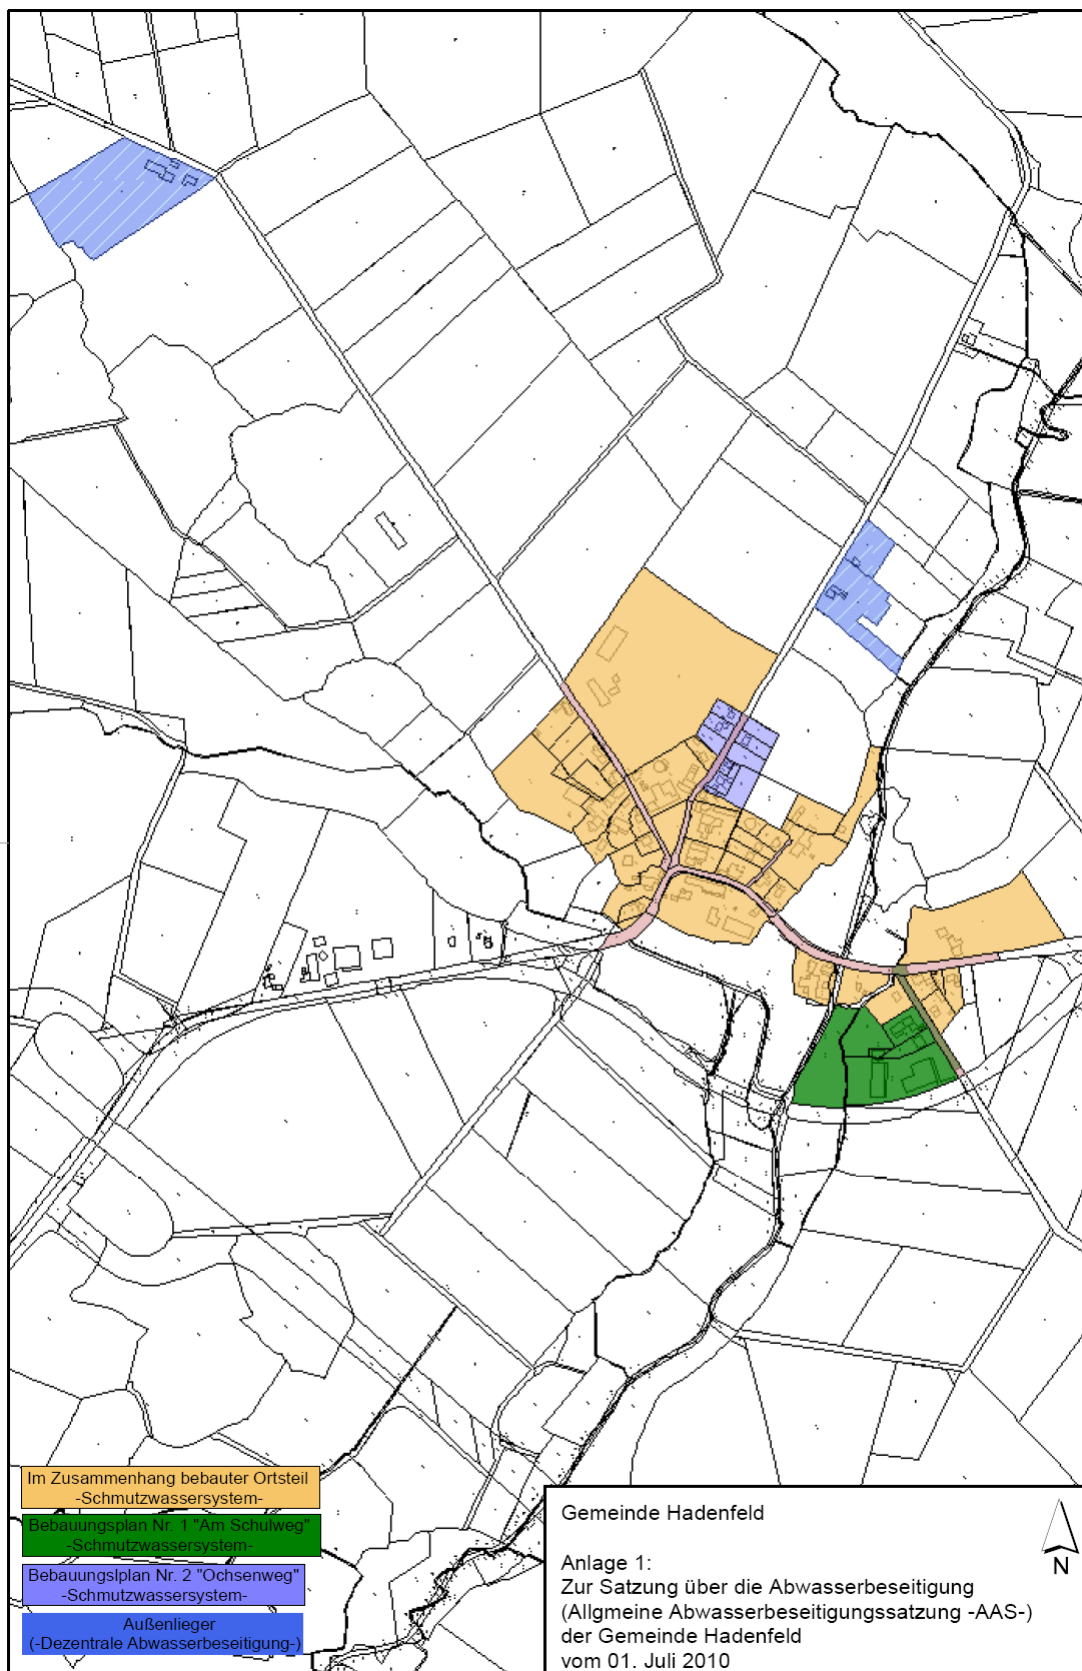 Im Zusammenhang bebauter Ortsteil
-Schmutzwassersystem-
Bebauungsplan Nr. 1 "Am Schulweg"
-Schmutzwassersystem-
Bebauungslplan Nr. 2 "Ochsenweg"
-Schmutzwassersystem-
Außenlieger
(-Dezentrale Abwasserbeseitigung-)
Gemeinde Hadenfeld
Anlage 1:
Zur Satzung über die Abwasserbeseitigung
(Allgmeine Abwasserbeseitigungssatzung -AAS-)
der Gemeinde Hadenfeld
vom 01. Juli 2010
N